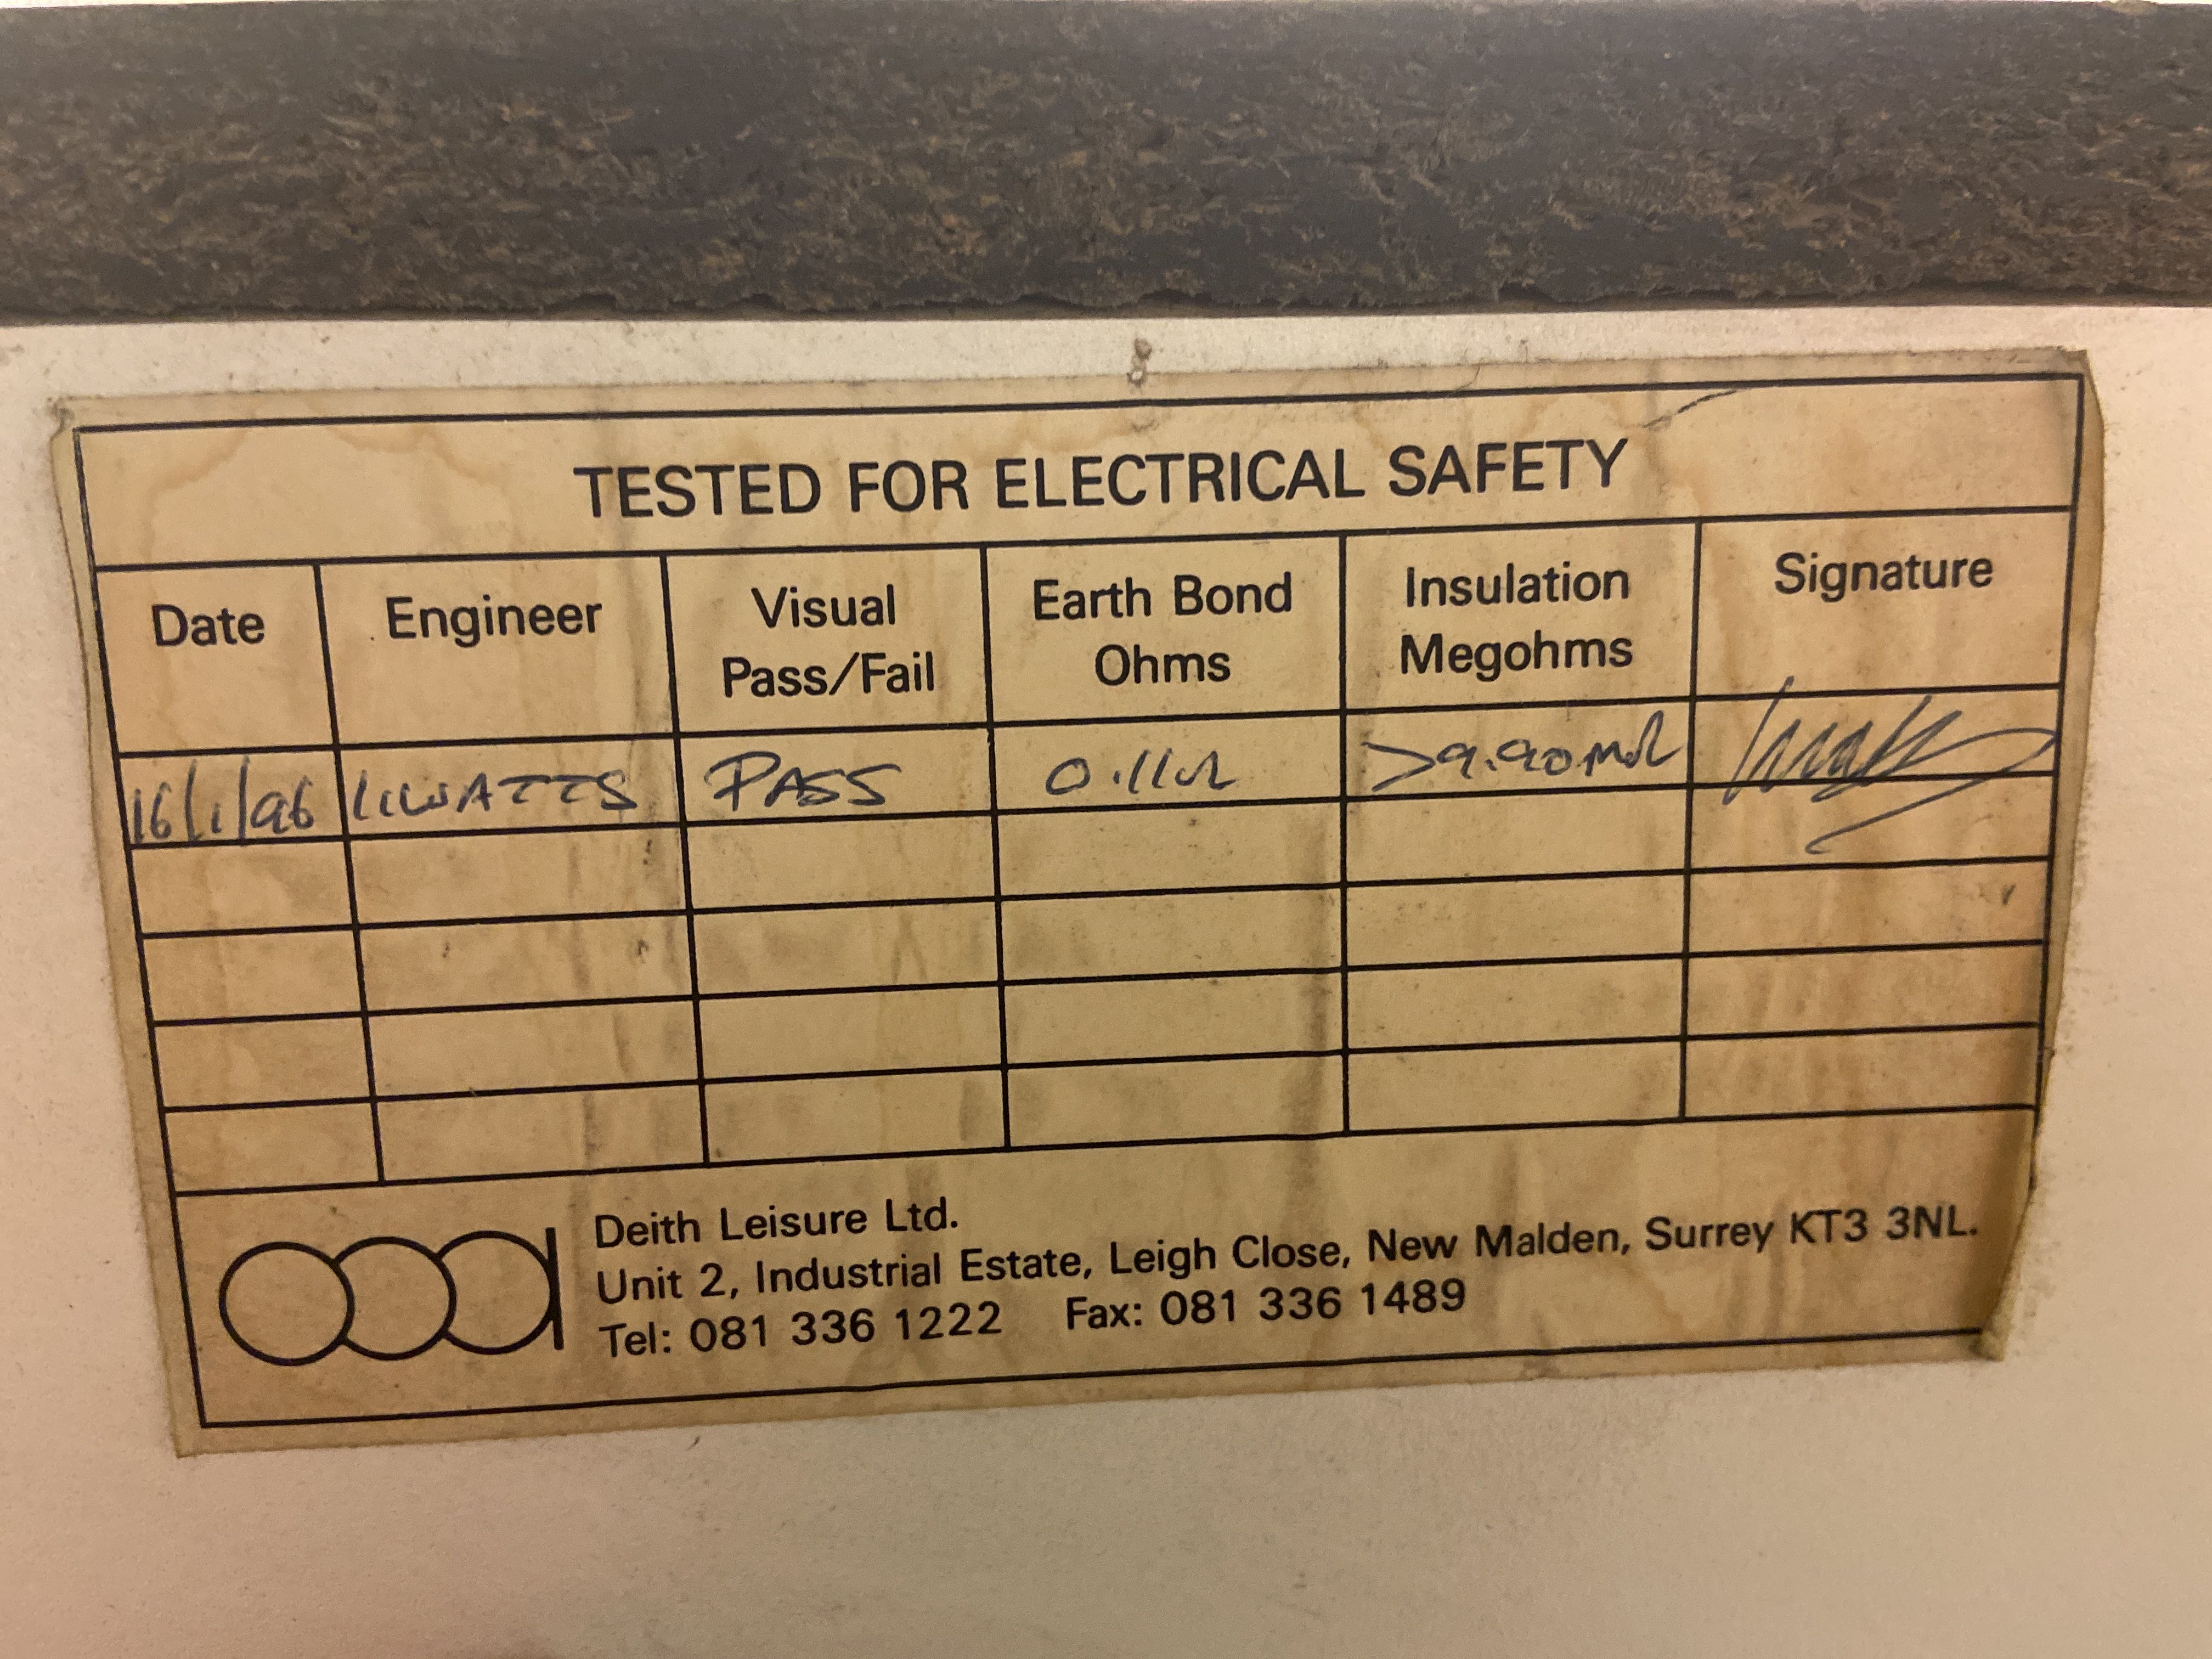 TESTED FOR ELECTRICAL SAFETY
Date Engineer Visual Pass/Fail Earth Bond Ohms Insulation Megohms Signature
16/1/96 K.WATTS PASS 0.11Ω >9.90MΩ
Deith Leisure Ltd.
Unit 2, Industrial Estate, Leigh Close, New Malden, Surrey KT3 3NL.
Tel: 081 336 1222 Fax: 081 336 1489